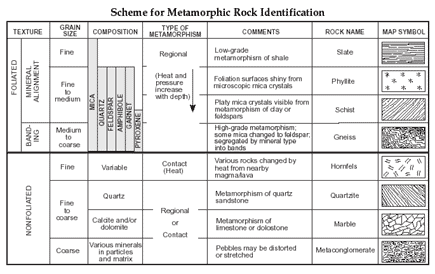 Scheme for Metamorphic Rock Identification
TEXTURE
GRAIN SIZE
COMPOSITION
TYPE OF METAMORPHISM
COMMENTS
ROCK NAME
MAP SYMBOL
FOLIATED
MINERAL ALIGNMENT
BAND-
ING
Fine
Fine
to
medium
Medium
to
coarse
MICA
QUARTZ
FELDSPAR
AMPHIBOLE
GARNET
PYROXENE
Regional
(Heat and
pressure
increase
with depth)
Low-grade
metamorphism of shale
Slate
Foliation surfaces shiny from
microscopic mica crystals
Phyllite
Platy mica crystals visible from
metamorphism of clay or
feldspars
Schist
High-grade metamorphism;
some mica changed to feldspar;
segregated by mineral type
into bands
Gneiss
NONFOLIATED
Fine
Variable
Contact
(Heat)
Various rocks changed by
heat from nearby
magma/lava
Hornfels
Fine
to
coarse
Quartz
Regional
or
Contact
Metamorphism of quartz
sandstone
Quartzite
Calcite and/or
dolomite
Metamorphism of
limestone or dolostone
Marble
Coarse
Various minerals
in particles
and matrix
Pebbles may be distorted
or stretched
Metaconglomerate